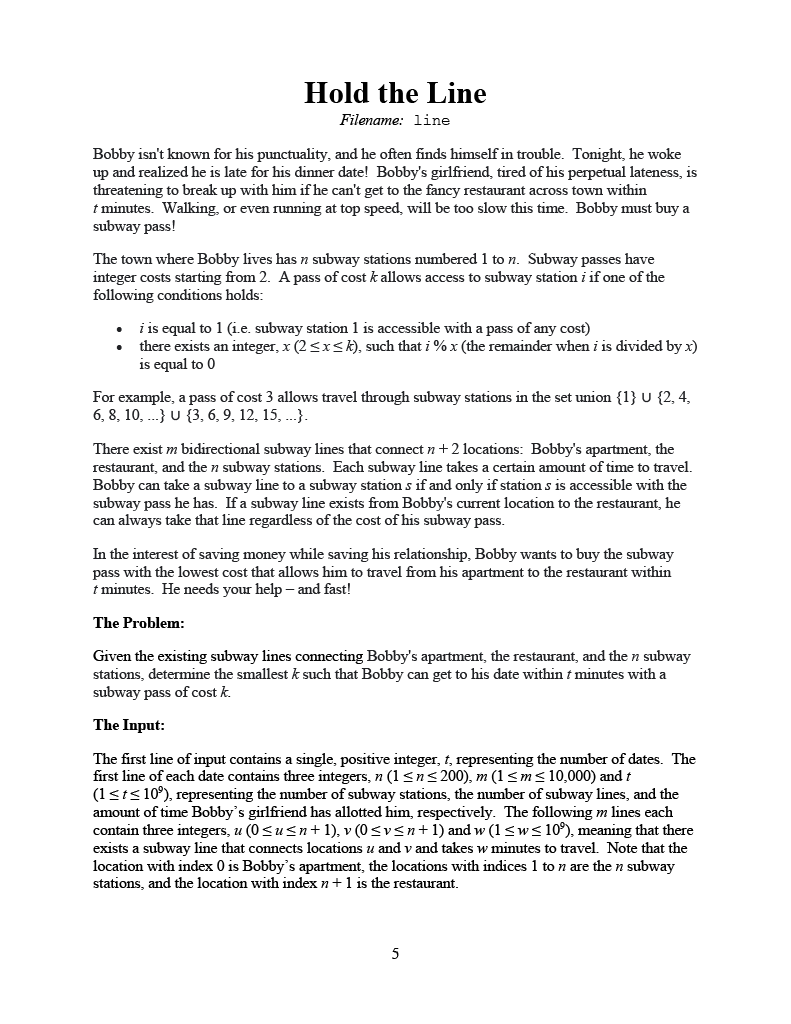 Hold the Line
Filename: line
Bobby isn't known for his punctuality, and he often finds himself in trouble. Tonight, he woke
up and realized he is late for his dinner date! Bobby's girlfriend, tired of his perpetual lateness, is
threatening to break up with him if he can't get to the fancy restaurant across town within
t minutes. Walking, or even running at top speed, will be too slow this time. Bobby must buy a
subway pass!
The town where Bobby lives has n subway stations numbered 1 to n. Subway passes have
integer costs starting from 2. A pass of cost k allows access to subway station i if one of the
following conditions holds:
• i is equal to 1 (i.e. subway station 1 is accessible with a pass of any cost)
• there exists an integer, x (2 ≤ x ≤ k), such that i % x (the remainder when i is divided by x)
is equal to 0
For example, a pass of cost 3 allows travel through subway stations in the set union {1} ∪ {2, 4,
6, 8, 10, ...} ∪ {3, 6, 9, 12, 15, ...}.
There exist m bidirectional subway lines that connect n + 2 locations: Bobby's apartment, the
restaurant, and the n subway stations. Each subway line takes a certain amount of time to travel.
Bobby can take a subway line to a subway station s if and only if station s is accessible with the
subway pass he has. If a subway line exists from Bobby's current location to the restaurant, he
can always take that line regardless of the cost of his subway pass.
In the interest of saving money while saving his relationship, Bobby wants to buy the subway
pass with the lowest cost that allows him to travel from his apartment to the restaurant within
t minutes. He needs your help – and fast!
The Problem:
Given the existing subway lines connecting Bobby's apartment, the restaurant, and the n subway
stations, determine the smallest k such that Bobby can get to his date within t minutes with a
subway pass of cost k.
The Input:
The first line of input contains a single, positive integer, t, representing the number of dates. The
first line of each date contains three integers, n (1 ≤ n ≤ 200), m (1 ≤ m ≤ 10,000) and t
(1 ≤ t ≤ 10⁹), representing the number of subway stations, the number of subway lines, and the
amount of time Bobby’s girlfriend has allotted him, respectively. The following m lines each
contain three integers, u (0 ≤ u ≤ n + 1), v (0 ≤ v ≤ n + 1) and w (1 ≤ w ≤ 10⁹), meaning that there
exists a subway line that connects locations u and v and takes w minutes to travel. Note that the
location with index 0 is Bobby’s apartment, the locations with indices 1 to n are the n subway
stations, and the location with index n + 1 is the restaurant.
5